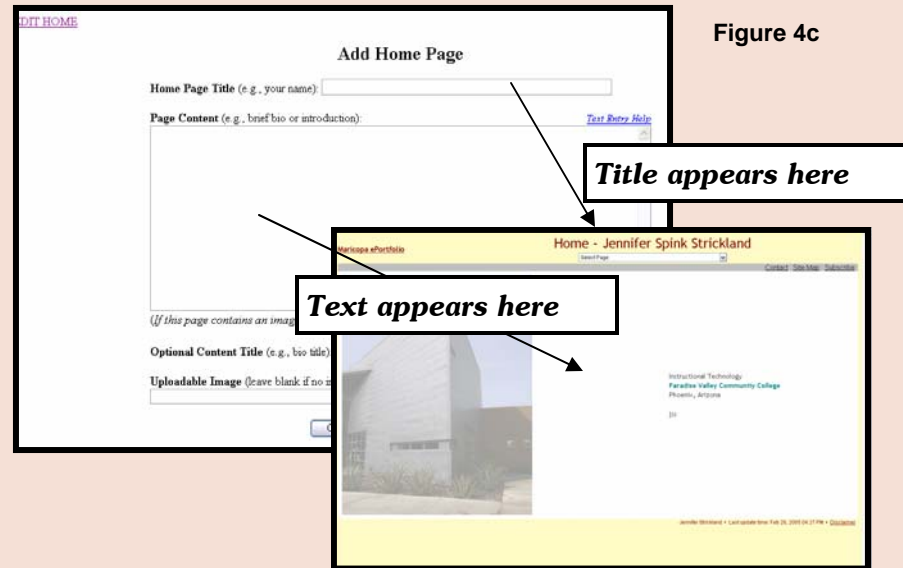 Figure 4c
EDIT HOME
Add Home Page
Home Page Title (e.g., your name):
Page Content (e.g., brief bio or introduction):
Text Entry Help
Title appears here
Maricopa ePortfolio
Home - Jennifer Spink Strickland
Select Page
Contact Site Map Subscribe
Text appears here
(If this page contains an imag
Optional Content Title (e.g., bio title)
Uploadable Image (leave blank if no i
Instructional Technology
Paradise Valley Community College
Phoenix, Arizona
Jennifer Strickland • Last update time: Feb 28, 2005 04:27 PM • Disclaimer